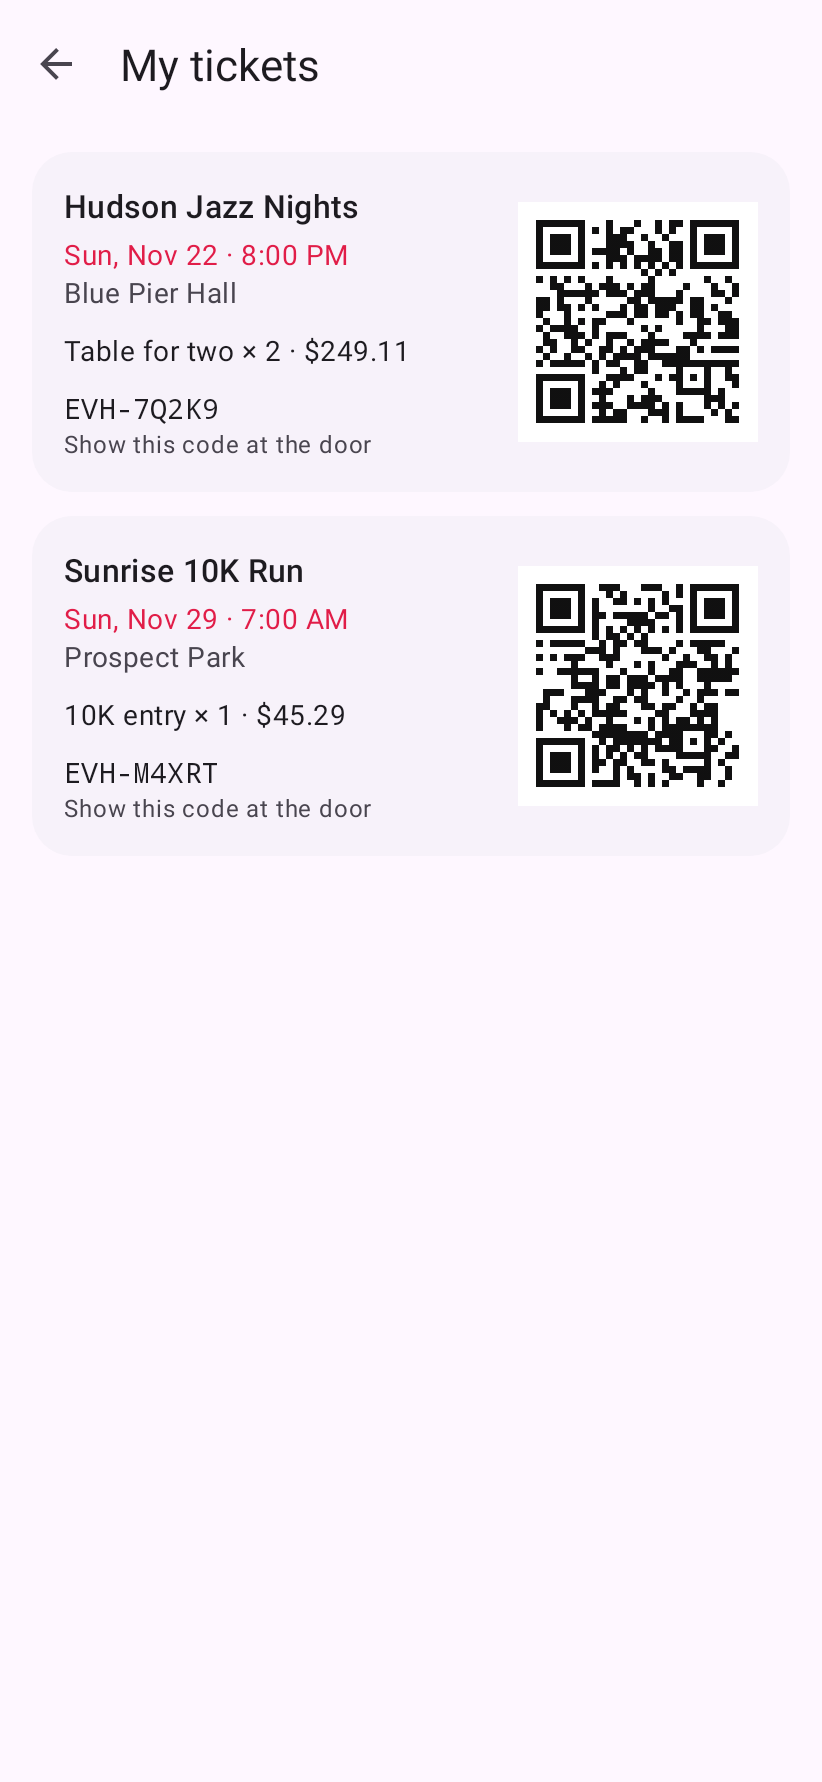 My tickets
Hudson Jazz Nights
Sun, Nov 22 · 8:00 PM
Blue Pier Hall
Table for two × 2 · $249.11
EVH-7Q2K9
Show this code at the door
Sunrise 10K Run
Sun, Nov 29 · 7:00 AM
Prospect Park
10K entry × 1 · $45.29
EVH-M4XRT
Show this code at the door